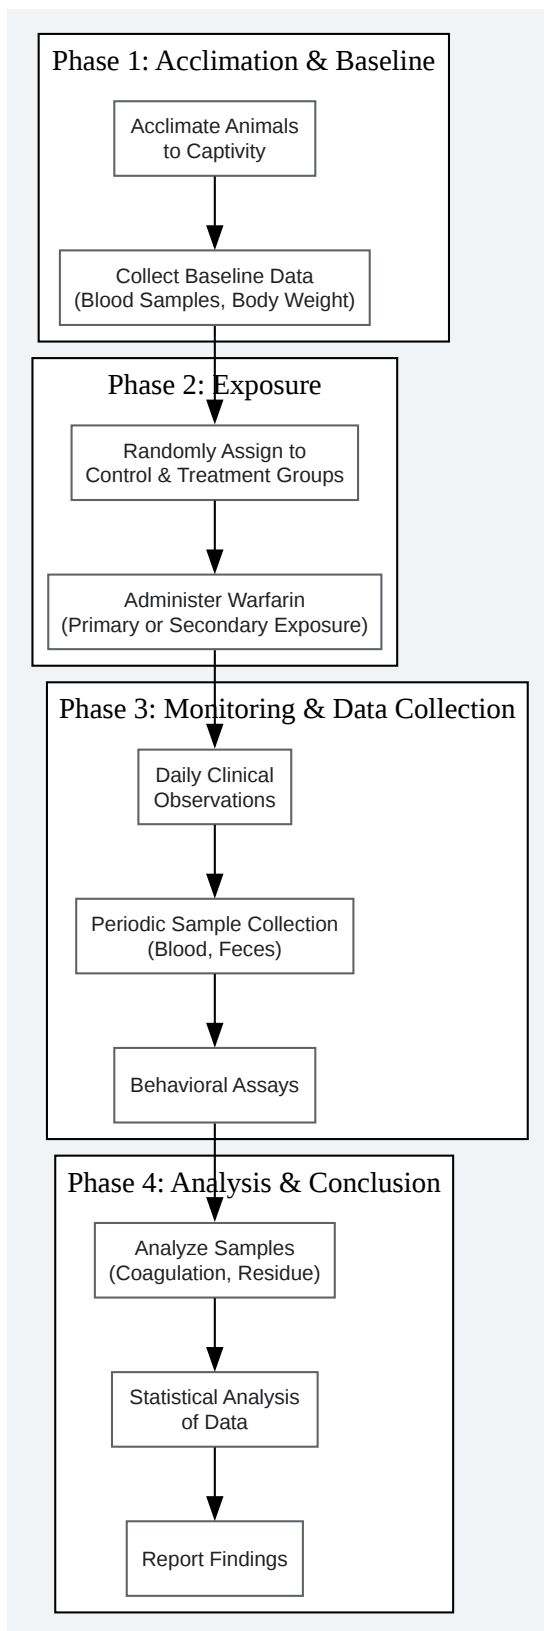 Phase 1: Acclimation & Baseline
Acclimate Animals
to Captivity
Collect Baseline Data
(Blood Samples, Body Weight)
Phase 2: Exposure
Randomly Assign to
Control & Treatment Groups
Administer Warfarin
(Primary or Secondary Exposure)
Phase 3: Monitoring & Data Collection
Daily Clinical
Observations
Periodic Sample Collection
(Blood, Feces)
Behavioral Assays
Phase 4: Analysis & Conclusion
Analyze Samples
(Coagulation, Residue)
Statistical Analysis
of Data
Report Findings